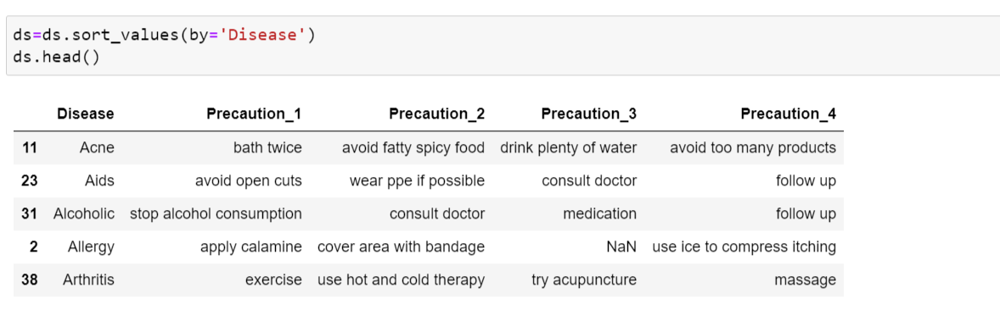 ds=ds.sort_values(by='Disease')
ds.head()
Disease Precaution_1 Precaution_2 Precaution_3 Precaution_4
11 Acne bath twice avoid fatty spicy food drink plenty of water avoid too many products
23 Aids avoid open cuts wear ppe if possible consult doctor follow up
31 Alcoholic stop alcohol consumption consult doctor medication follow up
2 Allergy apply calamine cover area with bandage NaN use ice to compress itching
38 Arthritis exercise use hot and cold therapy try acupuncture massage